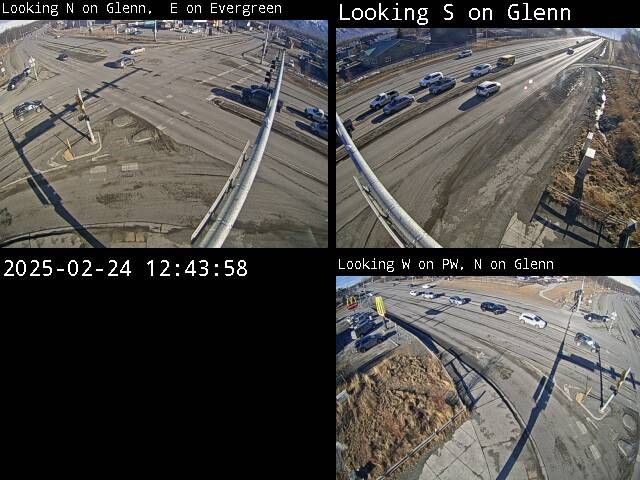 Looking N on Glenn,  E on Evergreen
Looking S on Glenn
2025-02-24 12:43:58
Looking W on PW, N on Glenn